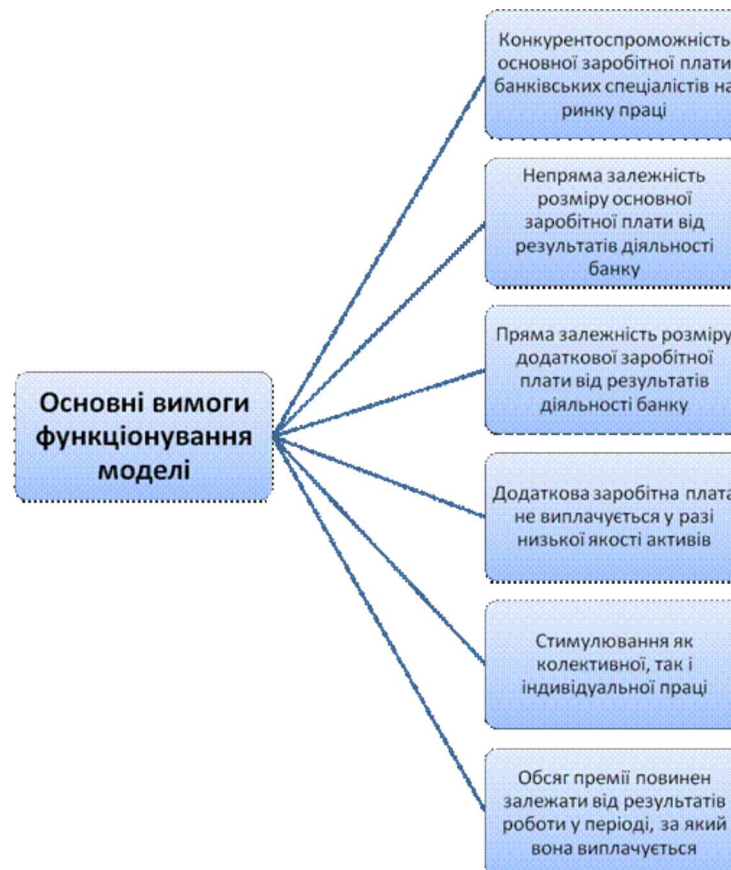 Конкурентоспроможність
основної заробітної плати
банківських спеціалістів на
ринку праці
Непряма залежність
розміру основної
заробітної плати від
результатів діяльності
банку
Пряма залежність розміру
додаткової заробітної
плати від результатів
діяльності банку
Основні вимоги
функціонування
моделі
Додаткова заробітна плата
не виплачується у разі
низької якості активів
Стимулювання як
колективної, так і
індивідуальної праці
Обсяг премії повинен
залежати від результатів
роботи у періоді, за який
вона виплачується